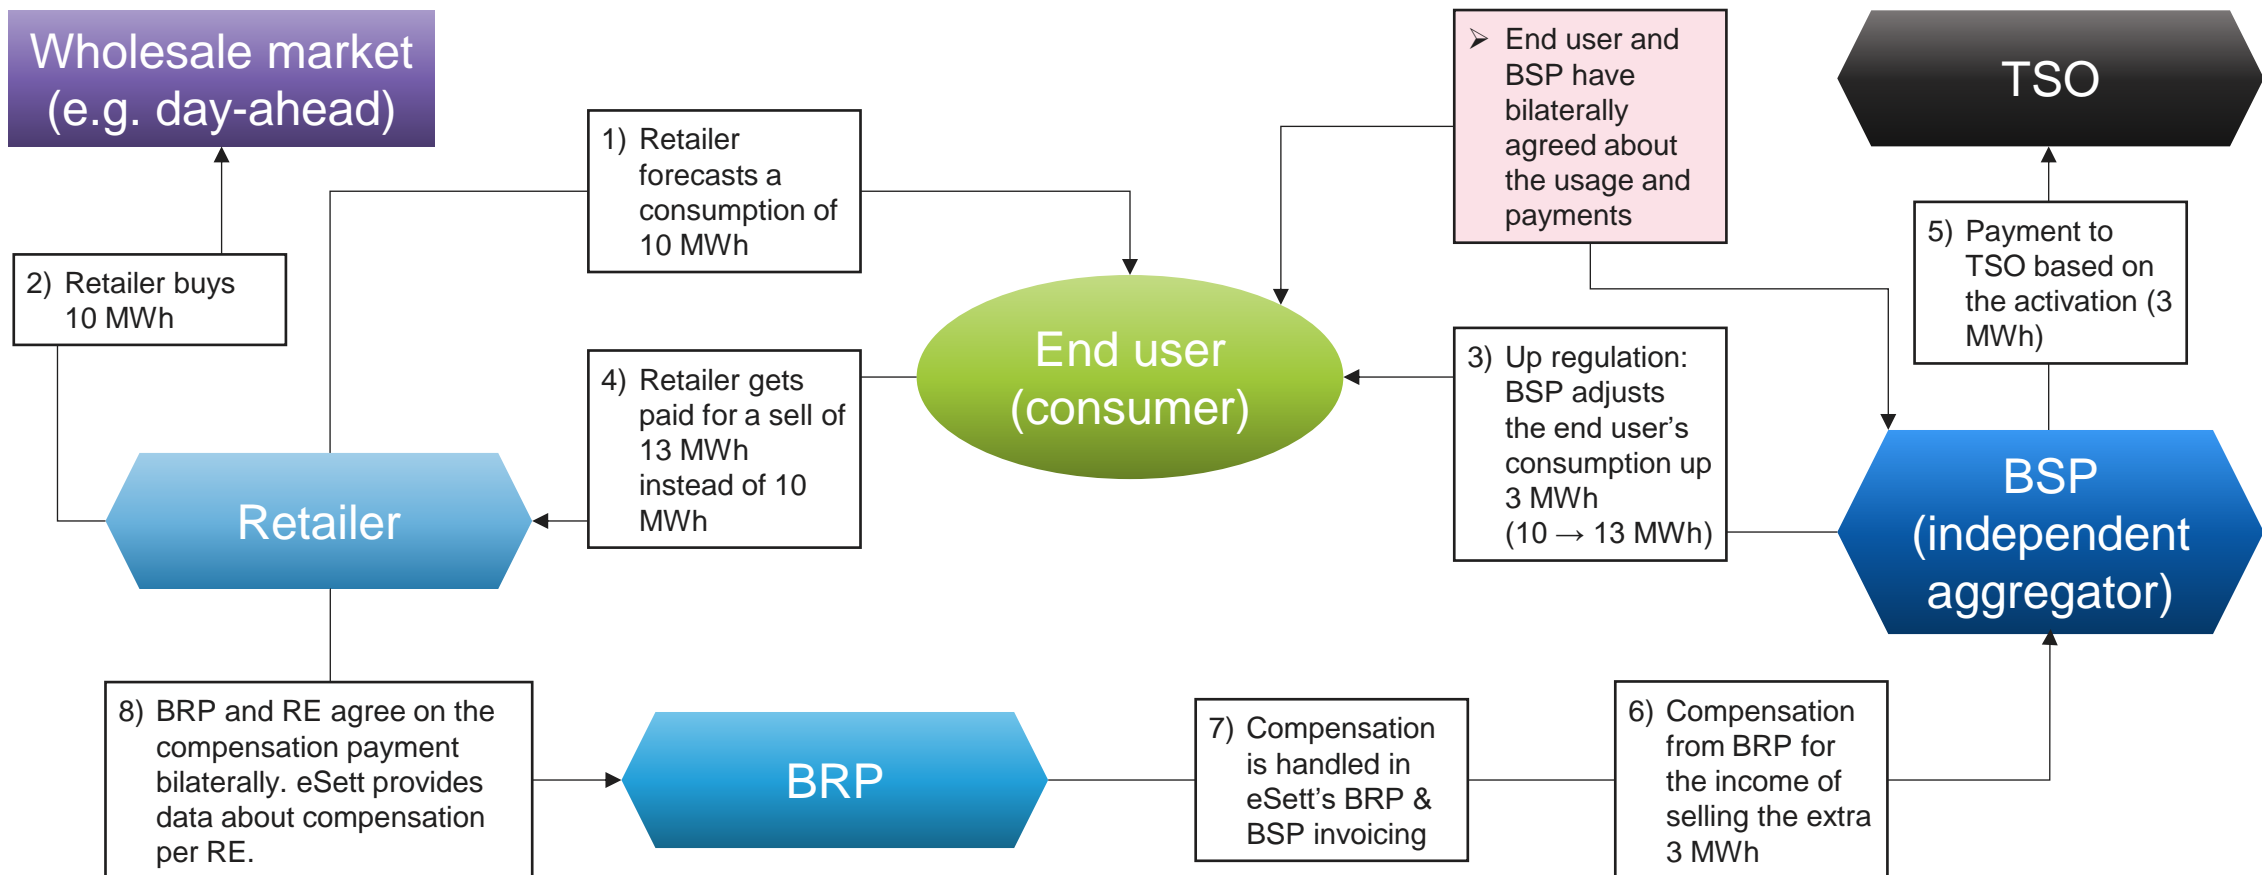 Wholesale market
(e.g. day-ahead)
1) Retailer
forecasts a
consumption of
10 MWh
➢ End user and
BSP have
bilaterally
agreed about
the usage and
payments
TSO
2) Retailer buys
10 MWh
5) Payment to
TSO based on
the activation (3
MWh)
End user
(consumer)
4) Retailer gets
paid for a sell of
13 MWh
instead of 10
MWh
3) Up regulation:
BSP adjusts
the end user’s
consumption up
3 MWh
(10 → 13 MWh)
Retailer
BSP
(independent
aggregator)
8) BRP and RE agree on the
compensation payment
bilaterally. eSett provides
data about compensation
per RE.
BRP
7) Compensation
is handled in
eSett’s BRP &
BSP invoicing
6) Compensation
from BRP for
the income of
selling the extra
3 MWh